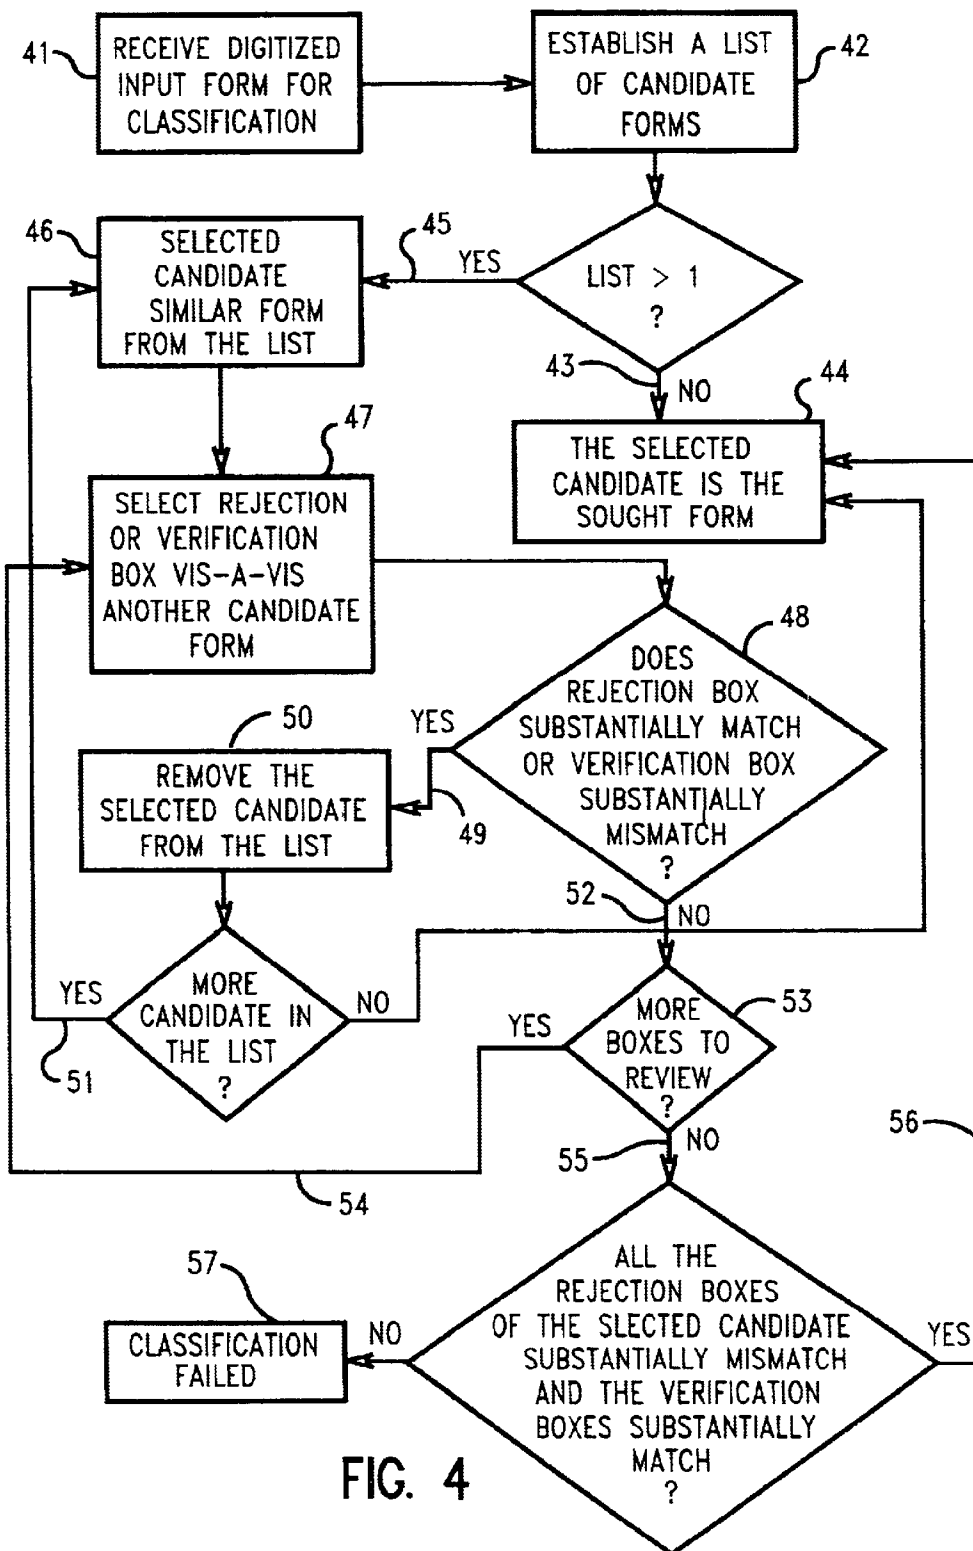 41
RECEIVE DIGITIZED
INPUT FORM FOR
CLASSIFICATION
ESTABLISH A LIST
OF CANDIDATE
FORMS
42
46
SELECTED
CANDIDATE
SIMILAR FORM
FROM THE LIST
45
YES
LIST > 1
?
43
NO
44
THE SELECTED
CANDIDATE IS THE
SOUGHT FORM
47
SELECT REJECTION
OR VERIFICATION
BOX VIS-A-VIS
ANOTHER CANDIDATE
FORM
48
DOES
REJECTION BOX
SUBSTANTIALLY MATCH
OR VERIFICATION BOX
SUBSTANTIALLY
MISMATCH
?
YES
49
50
REMOVE THE
SELECTED CANDIDATE
FROM THE LIST
52
NO
YES
MORE
CANDIDATE IN
THE LIST
?
NO
51
YES
MORE
BOXES TO
REVIEW
?
53
54
55
NO
56
ALL THE
REJECTION BOXES
OF THE SLECTED CANDIDATE
SUBSTANTIALLY MISMATCH
AND THE VERIFICATION
BOXES SUBSTANTIALLY
MATCH
?
YES
NO
57
CLASSIFICATION
FAILED
FIG. 4